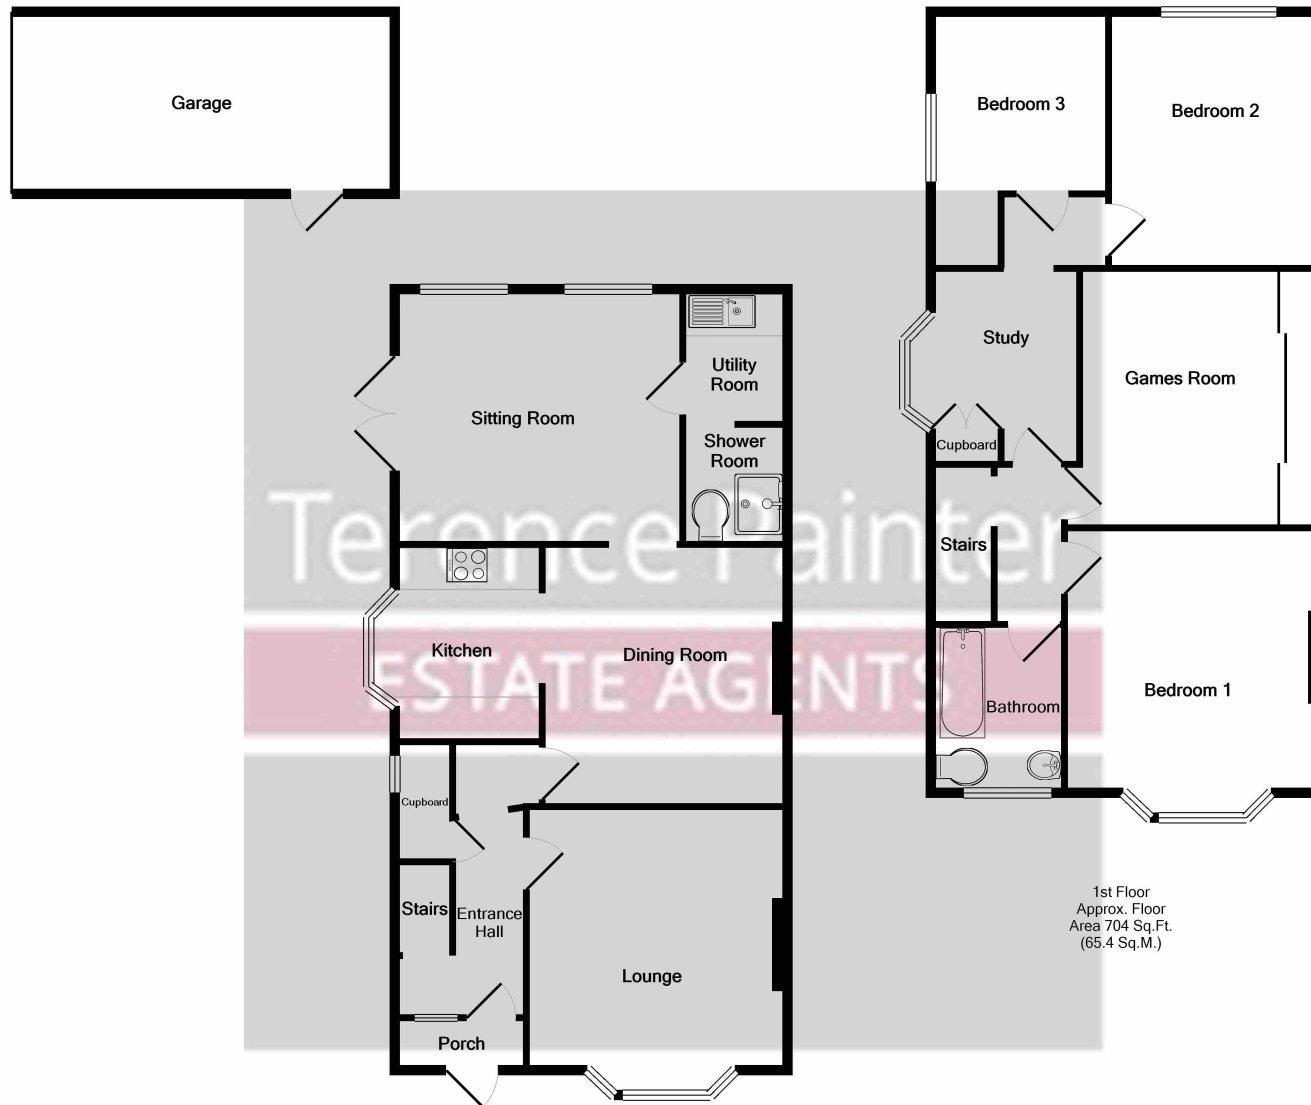 Garage
Bedroom 3
Bedroom 2
Study
Games Room
Utility
Room
Sitting Room
Shower
Room
Cupboard
Terence Painter
Stairs
Kitchen
Dining Room
ESTATE AGENTS
Bathroom
Bedroom 1
Cupboard
Stairs
Entrance
Hall
Lounge
Porch
1st Floor
Approx. Floor
Area 704 Sq.Ft.
(65.4 Sq.M.)